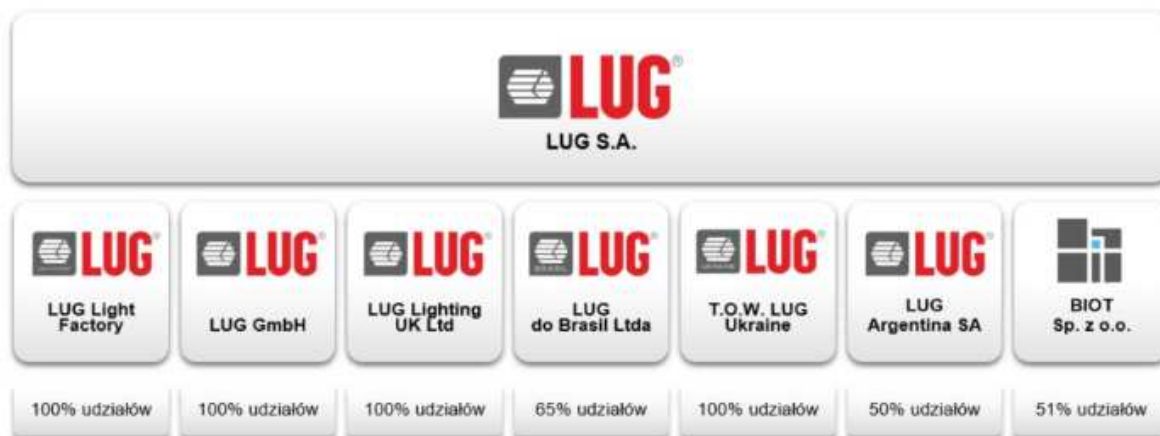 LUG®
LUG S.A.
LUG
LUG Light
Factory
100% udziałów
LUG
LUG GmbH
100% udziałów
LUG
LUG Lighting
UK Ltd
100% udziałów
BRASIL
LUG
LUG
do Brasil Ltda
65% udziałów
UKRAINE
LUG
T.O.W. LUG
Ukraine
100% udziałów
LUG
LUG
Argentina SA
50% udziałów
BIOT
Sp. z o.o.
51% udziałów